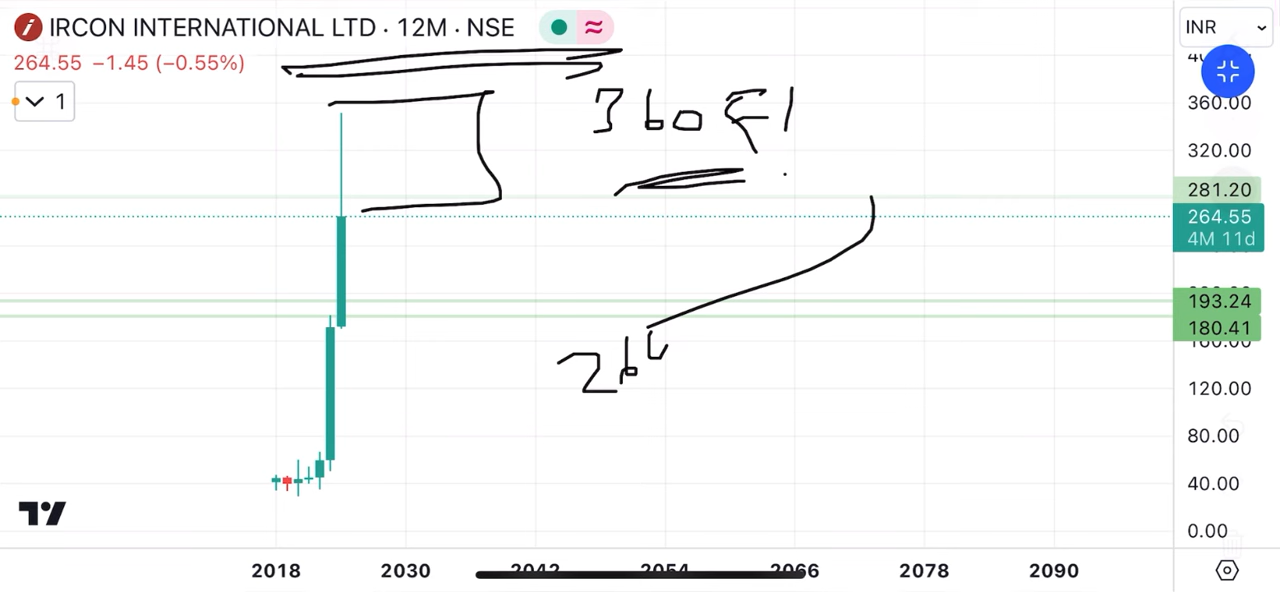 IRCON INTERNATIONAL LTD · 12M · NSE
INR
264.55 −1.45 (−0.55%)
1
360.00
360
320.00
281.20
264.55
4M 11d
193.24
180.41
160.00
266
120.00
80.00
40.00
0.00
2018 2030 2042 2054 2066 2078 2090